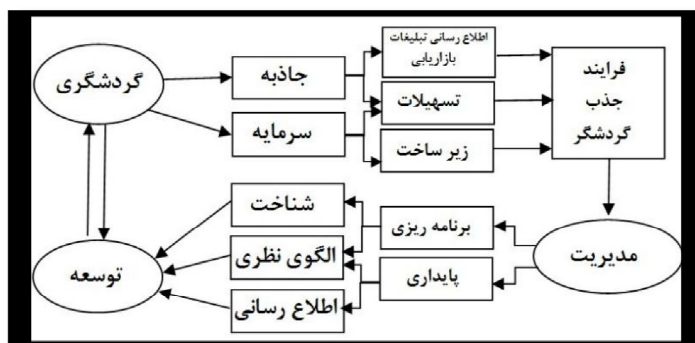 گردشگری
جاذبه
سرمایه
اطلاع رسانی تبلیغات
بازاریابی
تسهیلات
زیر ساخت
فرایند
جذب
گردشگر
مدیریت
برنامه ریزی
پایداری
شناخت
الگوی نظری
اطلاع رسانی
توسعه